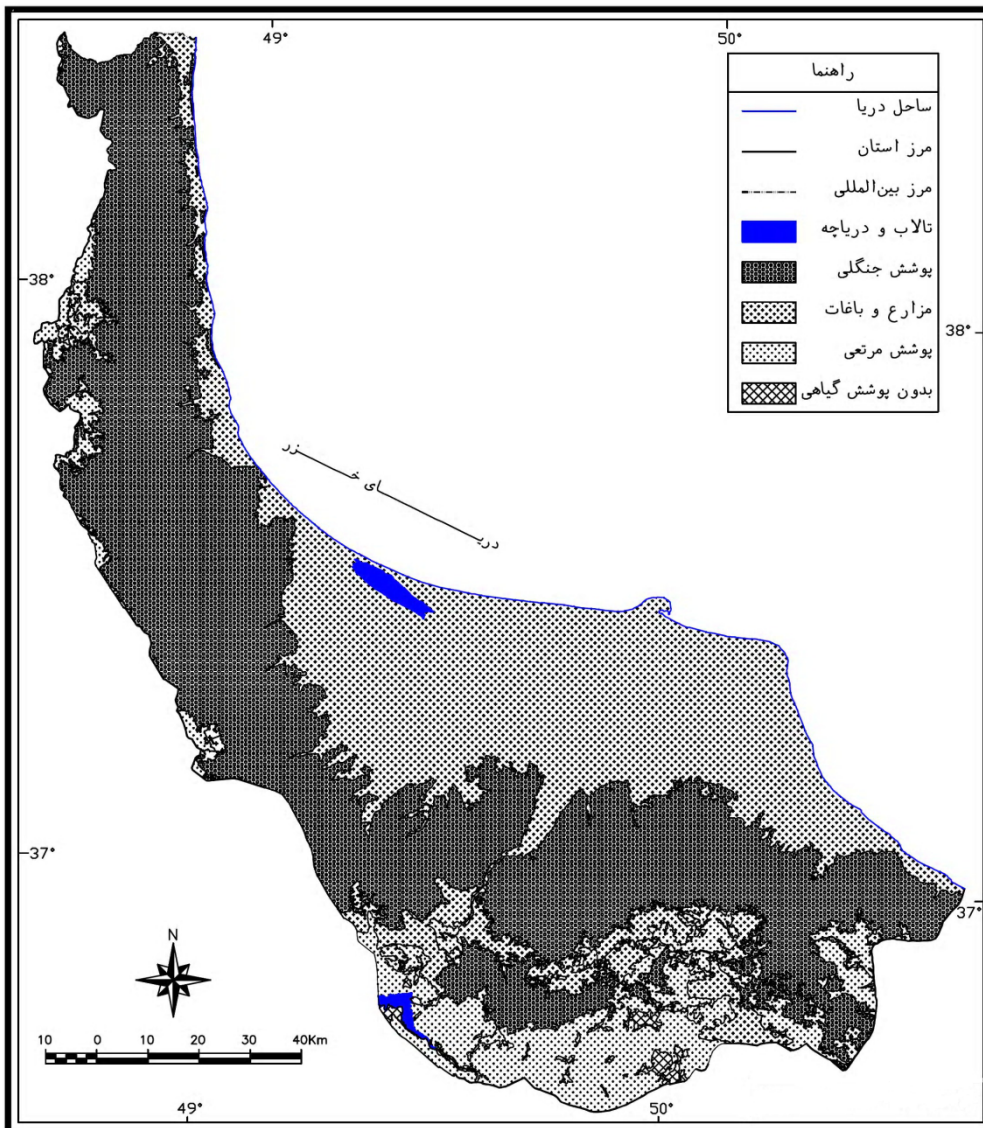 49°
50°
راهنما
ساحل دریا
مرز استان
مرز بین‌المللی
تالاب و دریاچه
پوشش جنگلی
مزارع و باغات
پوشش مرتعی
بدون پوشش گیاهی
38°
38°
دریای خزر
37°
37°
N
10 0 10 20 30 40Km
49°
50°